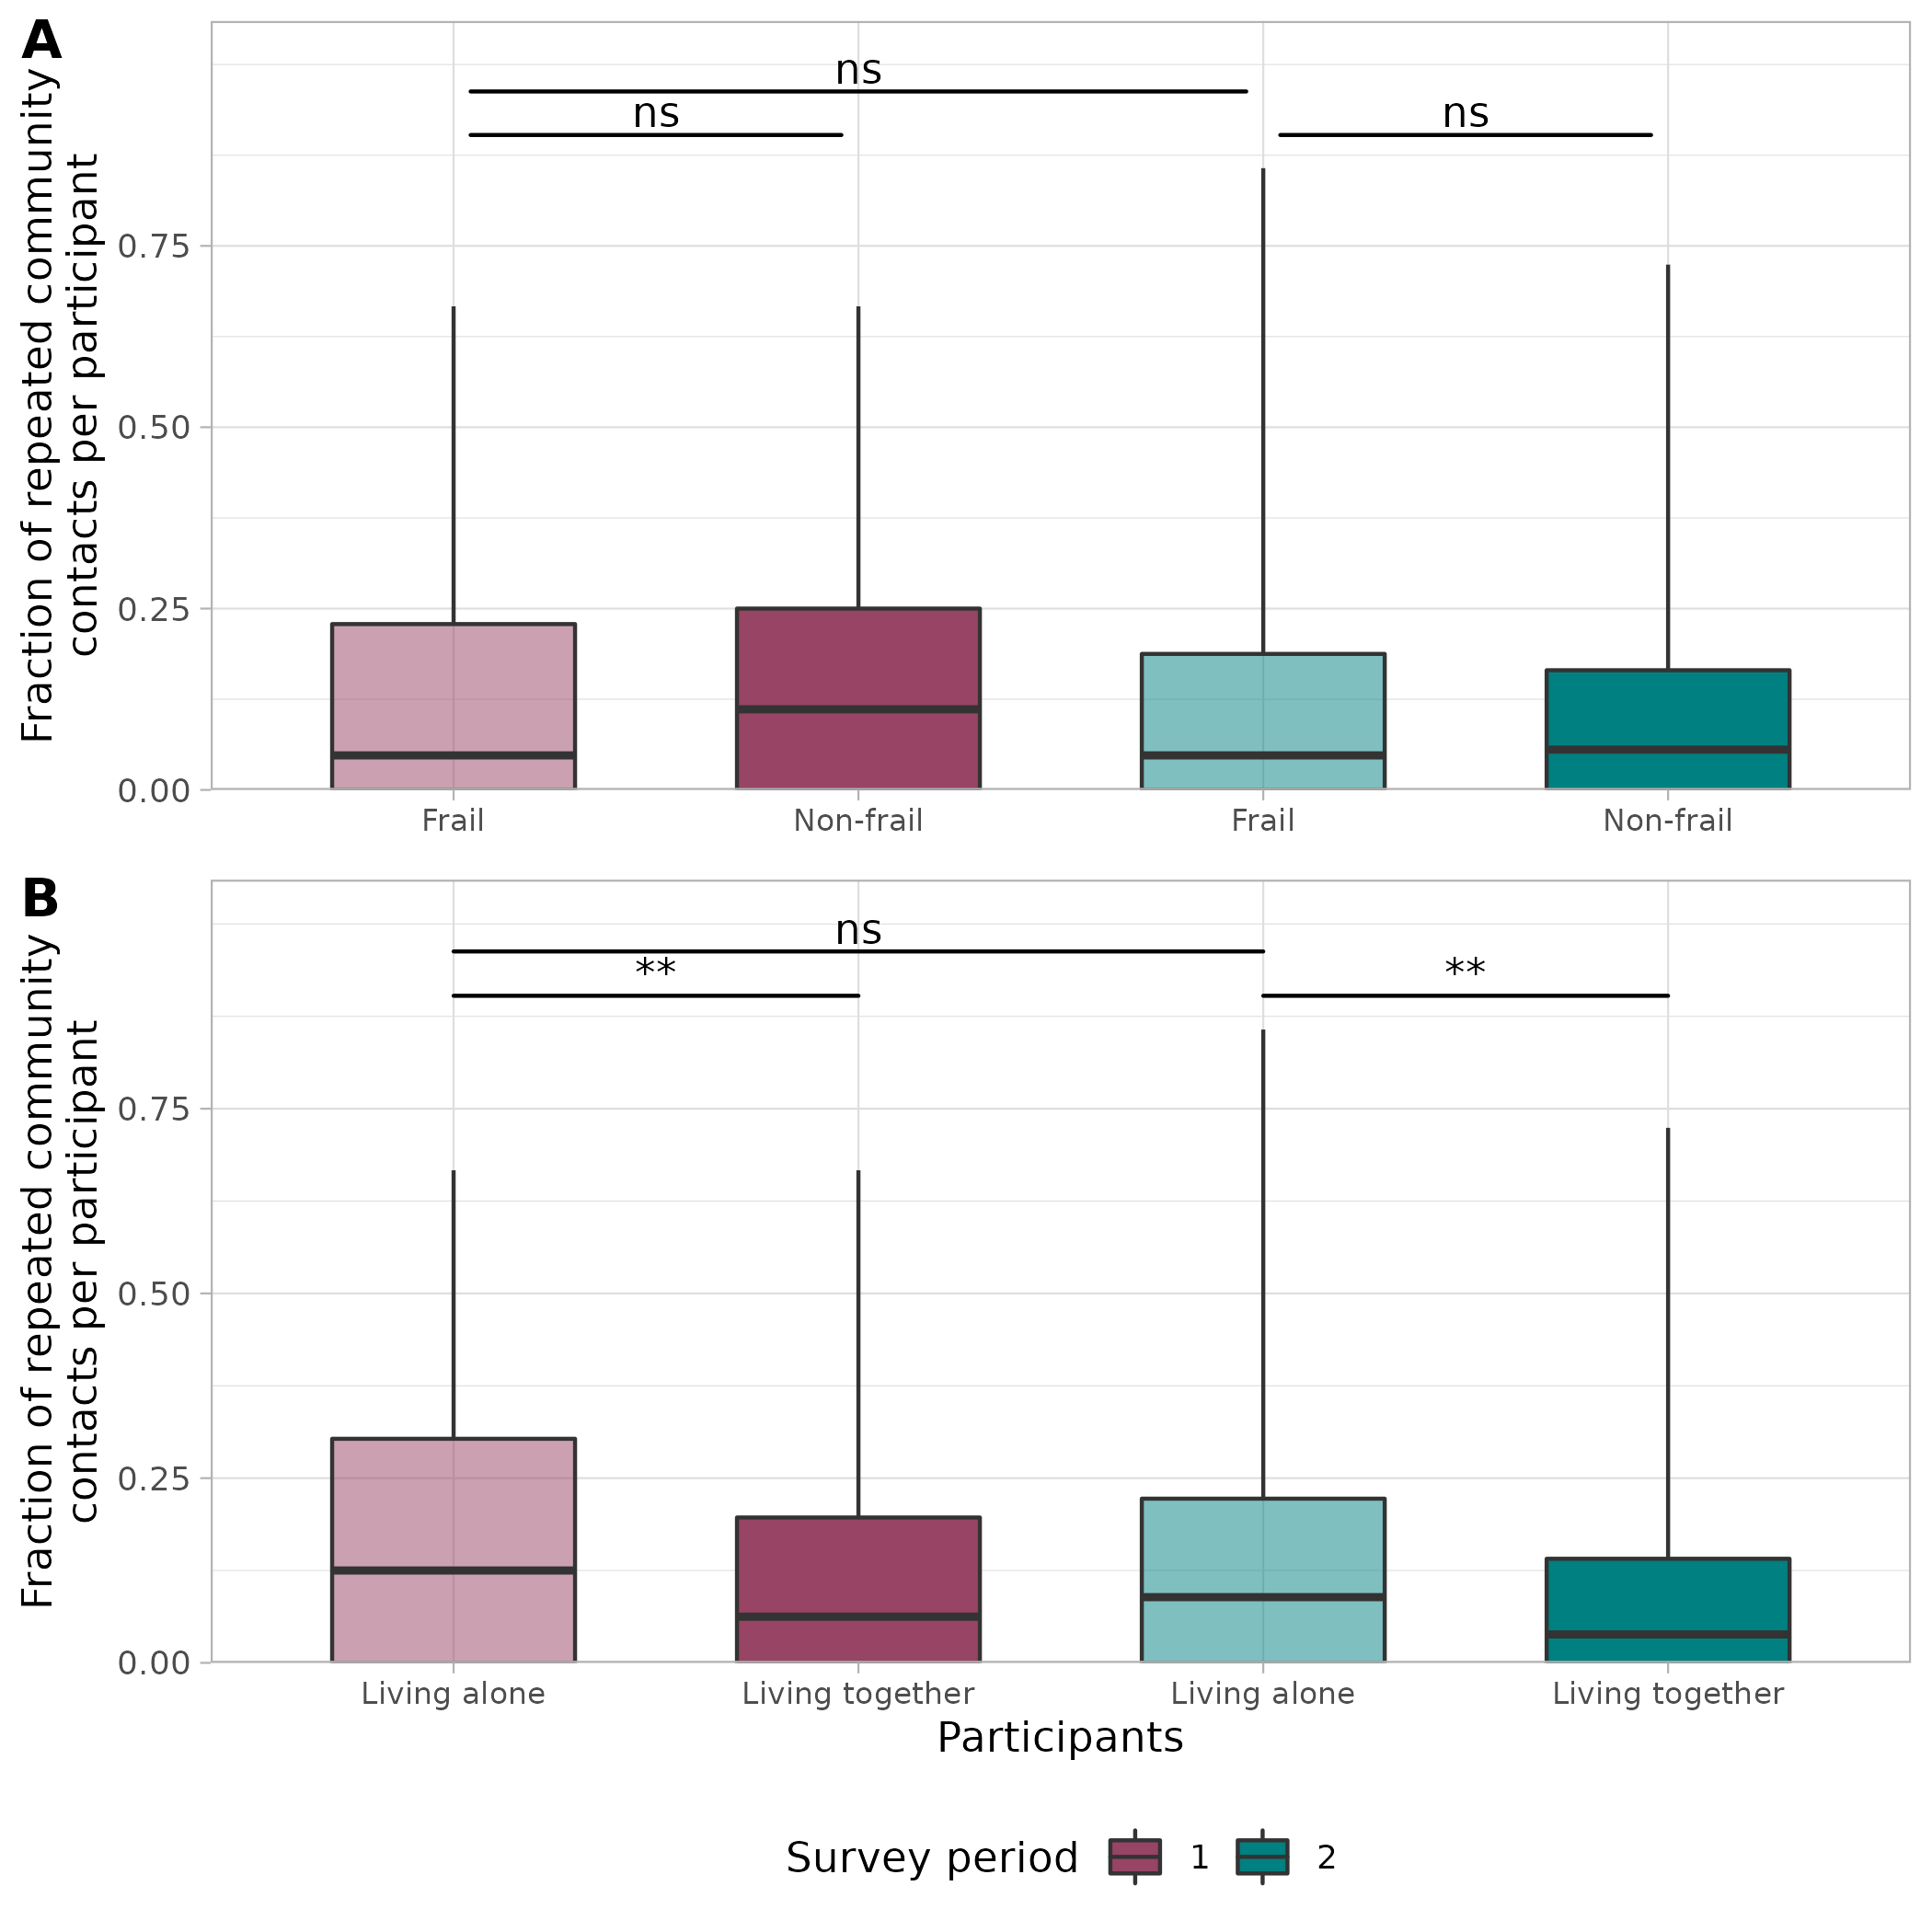 A
Fraction of repeated community
contacts per participant
ns
ns
ns
0.75
0.50
0.25
0.00
Frail
Non-frail
Frail
Non-frail
B
Fraction of repeated community
contacts per participant
ns
**
**
0.75
0.50
0.25
0.00
Living alone
Living together
Living alone
Living together
Participants
Survey period 1 2